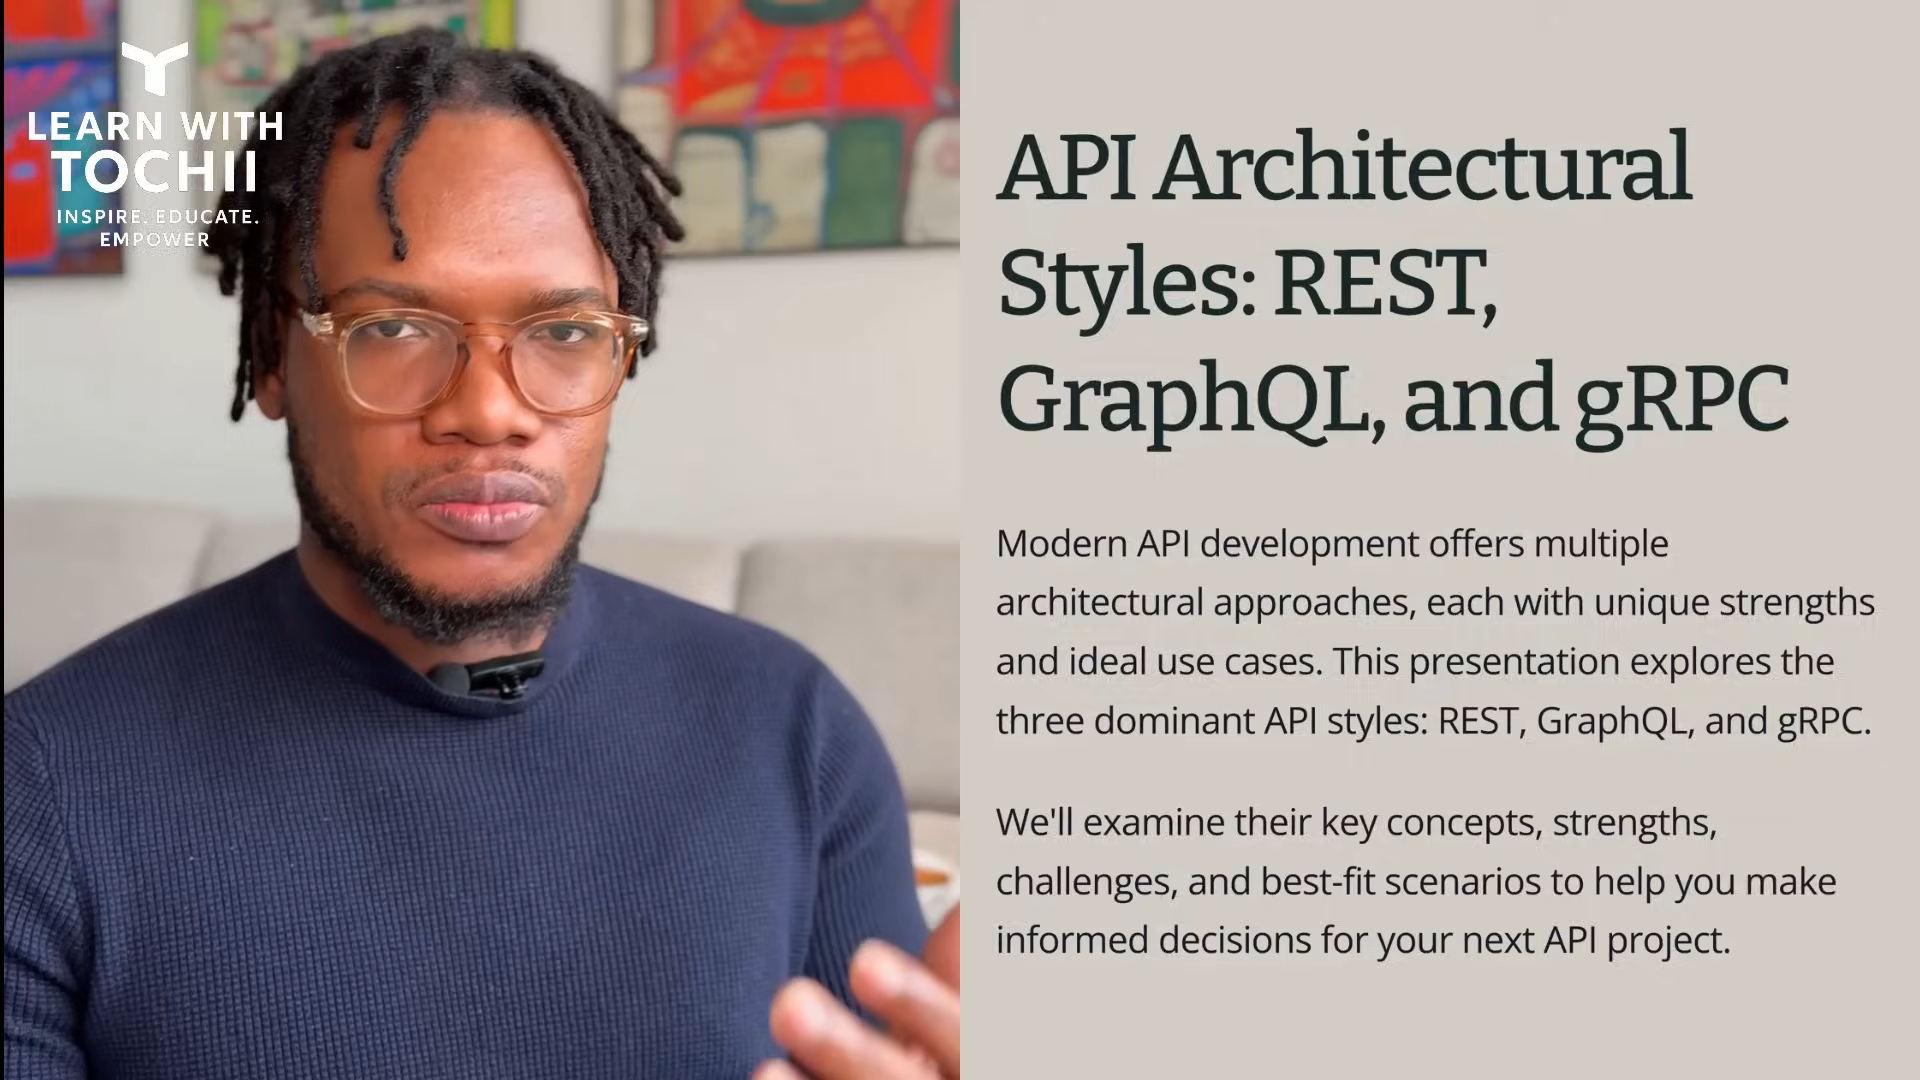 LEARN WITH
TOCHII
INSPIRE. EDUCATE.
EMPOWER
API Architectural
Styles: REST,
GraphQL, and gRPC
Modern API development offers multiple
architectural approaches, each with unique strengths
and ideal use cases. This presentation explores the
three dominant API styles: REST, GraphQL, and gRPC.
We'll examine their key concepts, strengths,
challenges, and best-fit scenarios to help you make
informed decisions for your next API project.